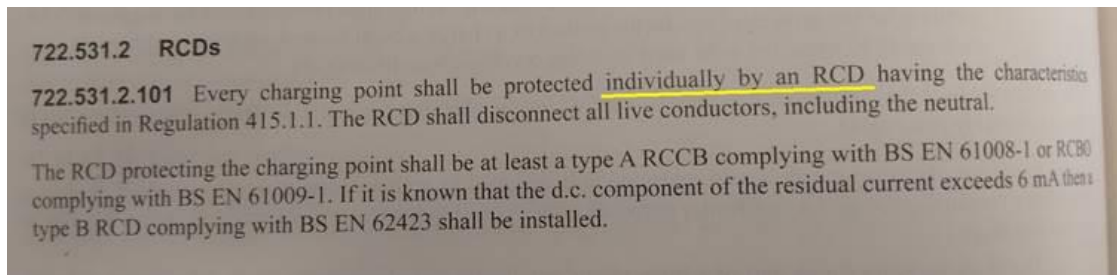 722.531.2 RCDs
722.531.2.101 Every charging point shall be protected individually by an RCD having the characteristics
specified in Regulation 415.1.1. The RCD shall disconnect all live conductors, including the neutral.
The RCD protecting the charging point shall be at least a type A RCCB complying with BS EN 61008-1 or RCBO
complying with BS EN 61009-1. If it is known that the d.c. component of the residual current exceeds 6 mA then a
type B RCD complying with BS EN 62423 shall be installed.